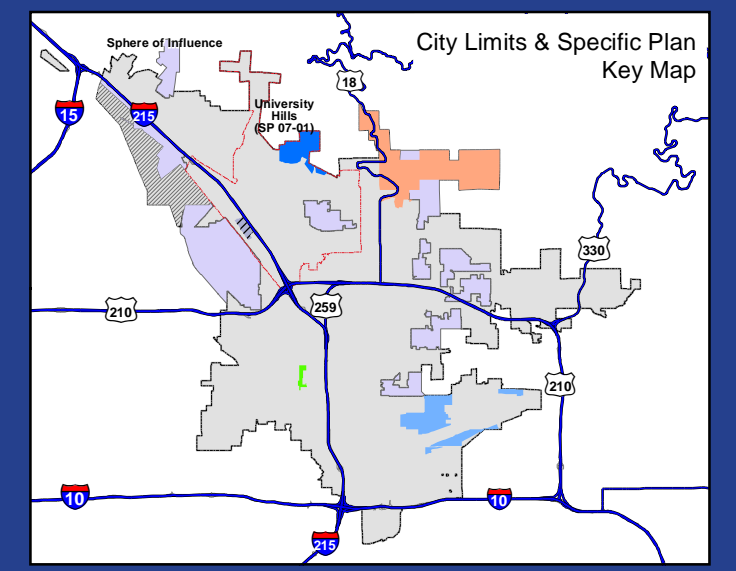 City Limits & Specific Plan
Key Map
Sphere of Influence
18
University
Hills
(SP 07-01)
15
215
330
210
259
210
10
10
215